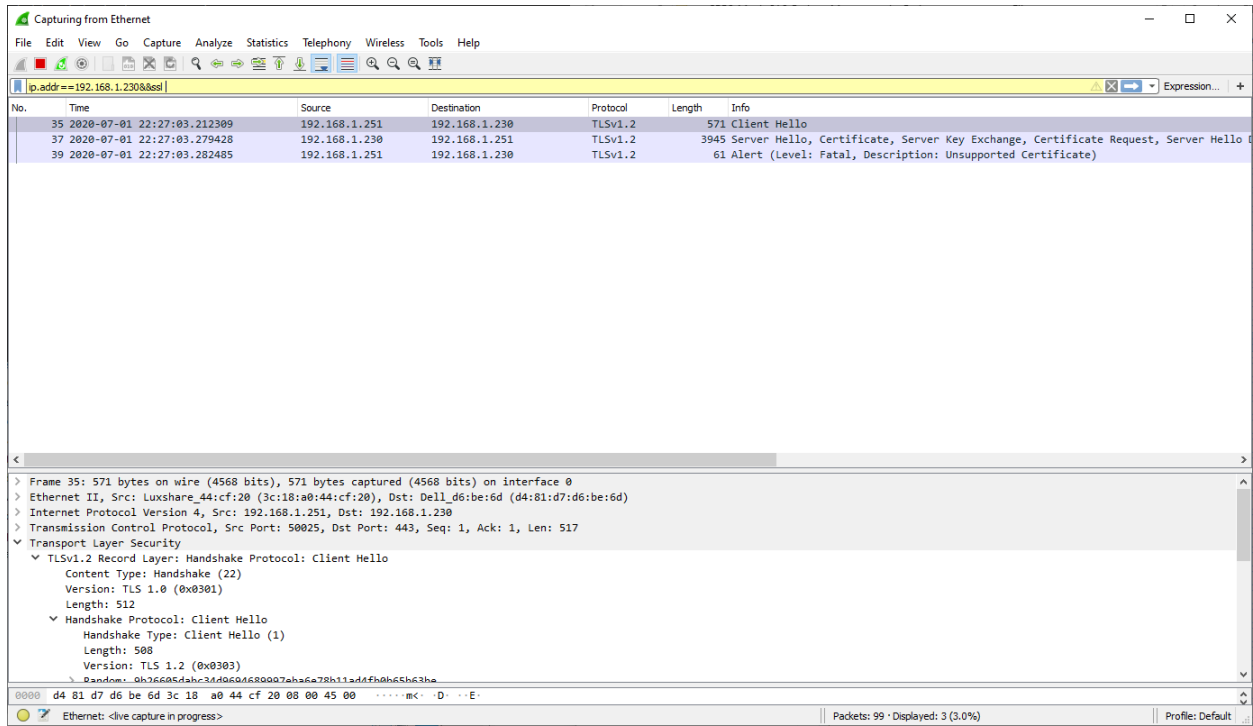 Capturing from Ethernet
File Edit View Go Capture Analyze Statistics Telephony Wireless Tools Help
ip.addr==192.168.1.230&&ssl Expression... +
No. Time Source Destination Protocol Length Info
35 2020-07-01 22:27:03.212309 192.168.1.251 192.168.1.230 TLSv1.2 571 Client Hello
37 2020-07-01 22:27:03.279428 192.168.1.230 192.168.1.251 TLSv1.2 3945 Server Hello, Certificate, Server Key Exchange, Certificate Request, Server Hello
39 2020-07-01 22:27:03.282485 192.168.1.251 192.168.1.230 TLSv1.2 61 Alert (Level: Fatal, Description: Unsupported Certificate)
> Frame 35: 571 bytes on wire (4568 bits), 571 bytes captured (4568 bits) on interface 0
> Ethernet II, Src: Luxshare_44:cf:20 (3c:18:a0:44:cf:20), Dst: Dell_d6:be:6d (d4:81:d7:d6:be:6d)
> Internet Protocol Version 4, Src: 192.168.1.251, Dst: 192.168.1.230
> Transmission Control Protocol, Src Port: 50025, Dst Port: 443, Seq: 1, Ack: 1, Len: 517
Transport Layer Security
TLSv1.2 Record Layer: Handshake Protocol: Client Hello
Content Type: Handshake (22)
Version: TLS 1.0 (0x0301)
Length: 512
Handshake Protocol: Client Hello
Handshake Type: Client Hello (1)
Length: 508
Version: TLS 1.2 (0x0303)
> Random:
0000 d4 81 d7 d6 be 6d 3c 18 a0 44 cf 20 08 00 45 00 ·····m<· ·D· ··E·
Ethernet: <live capture in progress> Packets: 99 · Displayed: 3 (3.0%) Profile: Default